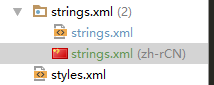 strings.xml (2)
strings.xml
strings.xml (zh-rCN)
styles.xml